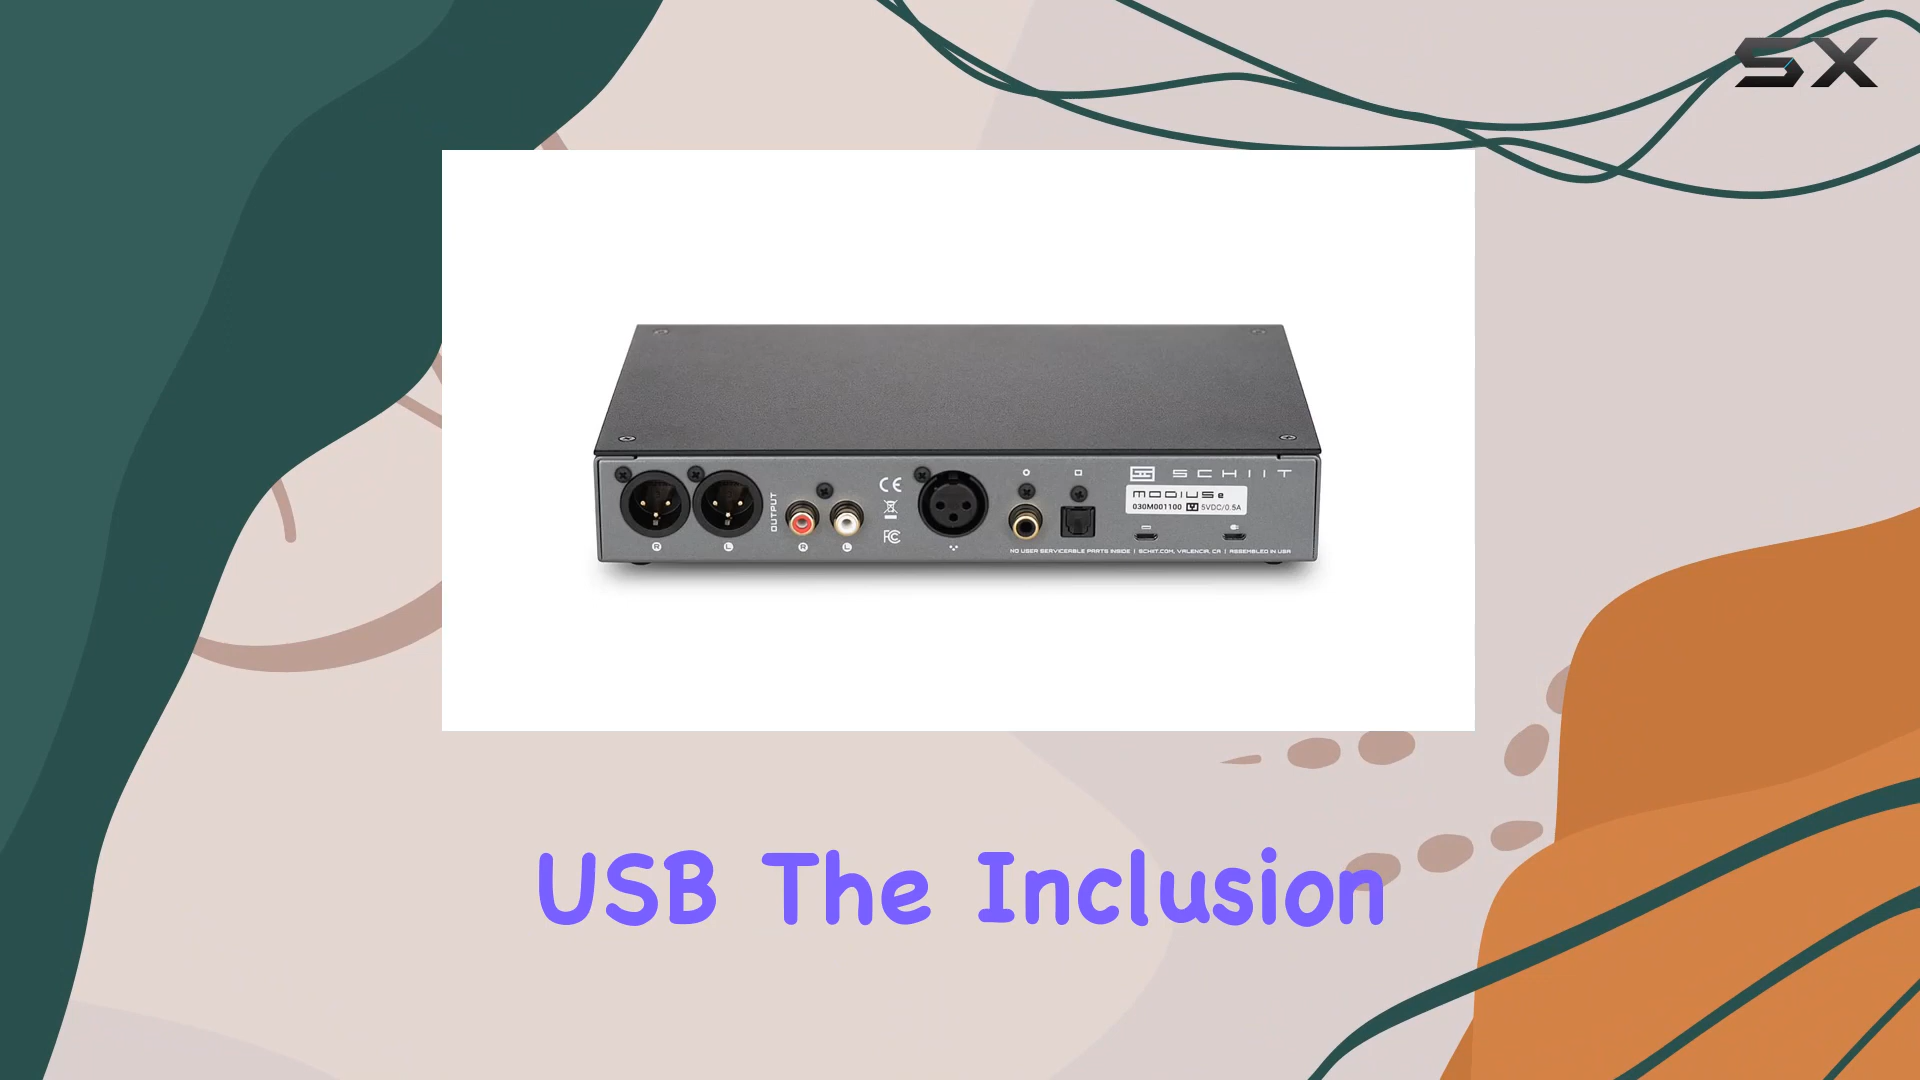 SX
SCHIIT
MODIUS e
030M001100 5VDC/0.5A
OUTPUT
CE
FC
R L R L
NO USER SERVICEABLE PARTS INSIDE | SCHIIT.COM, VALENCIA, CA | ASSEMBLED IN USA
USB The Inclusion